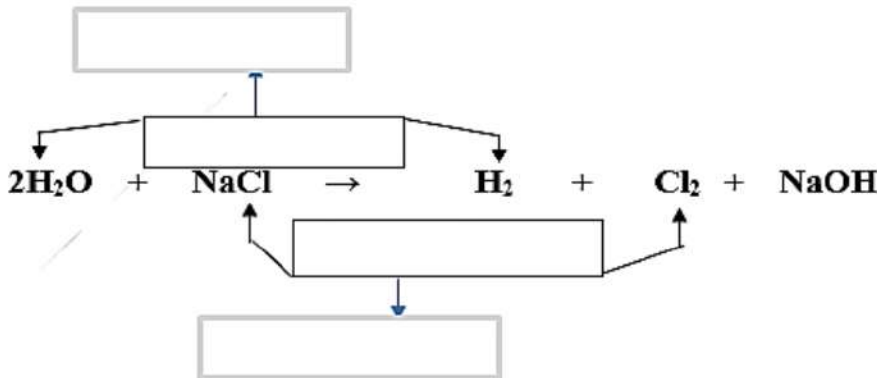 2H₂O + NaCl → H₂ + Cl₂ + NaOH